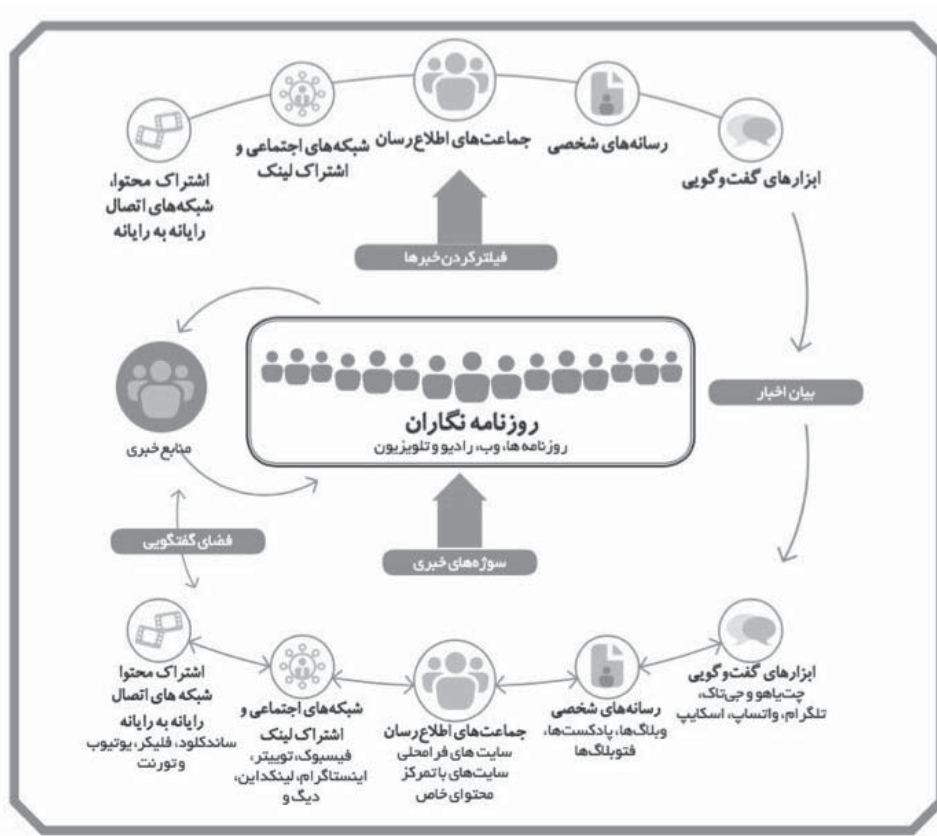 ابزارهای گفت‌وگویی
رسانه‌های شخصی
جماعت‌های اطلاع‌رسان
شبکه‌های اجتماعی و
اشتراک لینک
اشتراک محتوا،
شبکه‌های اتصال
رایانه به رایانه
فیلتر کردن خبرها
بیان اخبار
روزنامه نگاران
روزنامه ها، وب، رادیو و تلویزیون
منابع خبری
فضای گفتگویی
سوژه‌های خبری
ابزارهای گفت‌وگویی
چت‌یاهو و جی‌تاک،
تلگرام، واتساپ، اسکایپ
رسانه‌های شخصی
وبلاگ‌ها، پادکست‌ها،
فتوبلاگ‌ها
جماعت‌های اطلاع‌رسان
سایت های فرامحلی
سایت‌های با تمرکز
محتوای خاص
شبکه‌های اجتماعی و
اشتراک لینک
فیسبوک، توییتر،
اینستاگرام، لینکداین،
دیگ و
اشتراک محتوا
شبکه های اتصال
رایانه به رایانه
ساندکلود، فلیکر، یوتیوب
و تورنت